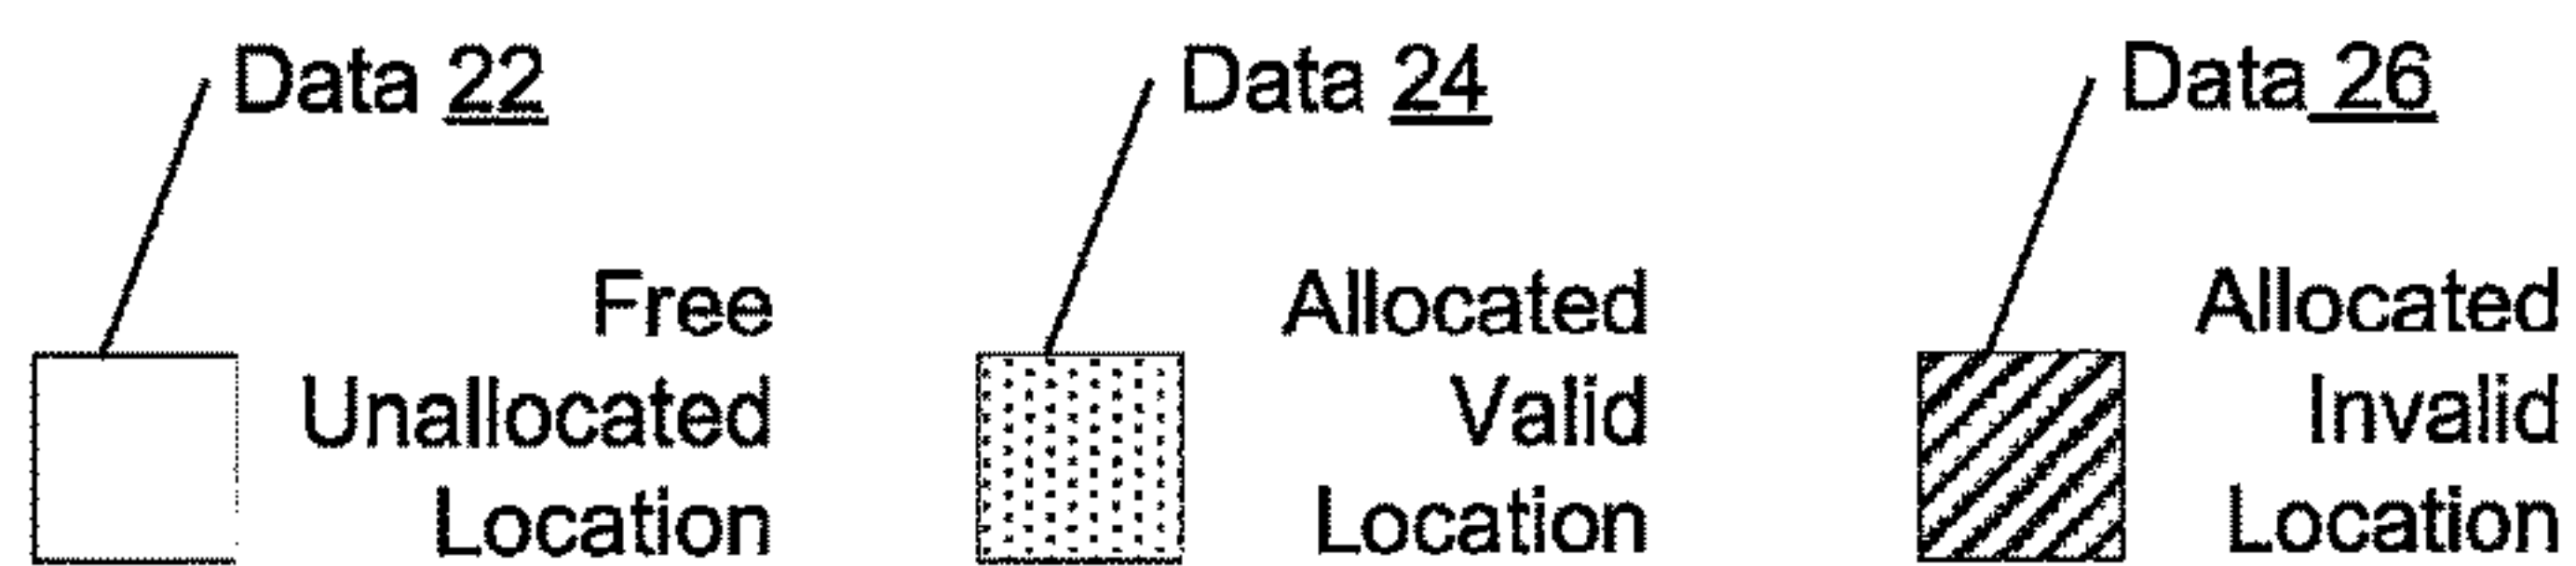 Data 22
Data 24
Data 26
Free
Unallocated
Location
Allocated
Valid
Location
Allocated
Invalid
Location